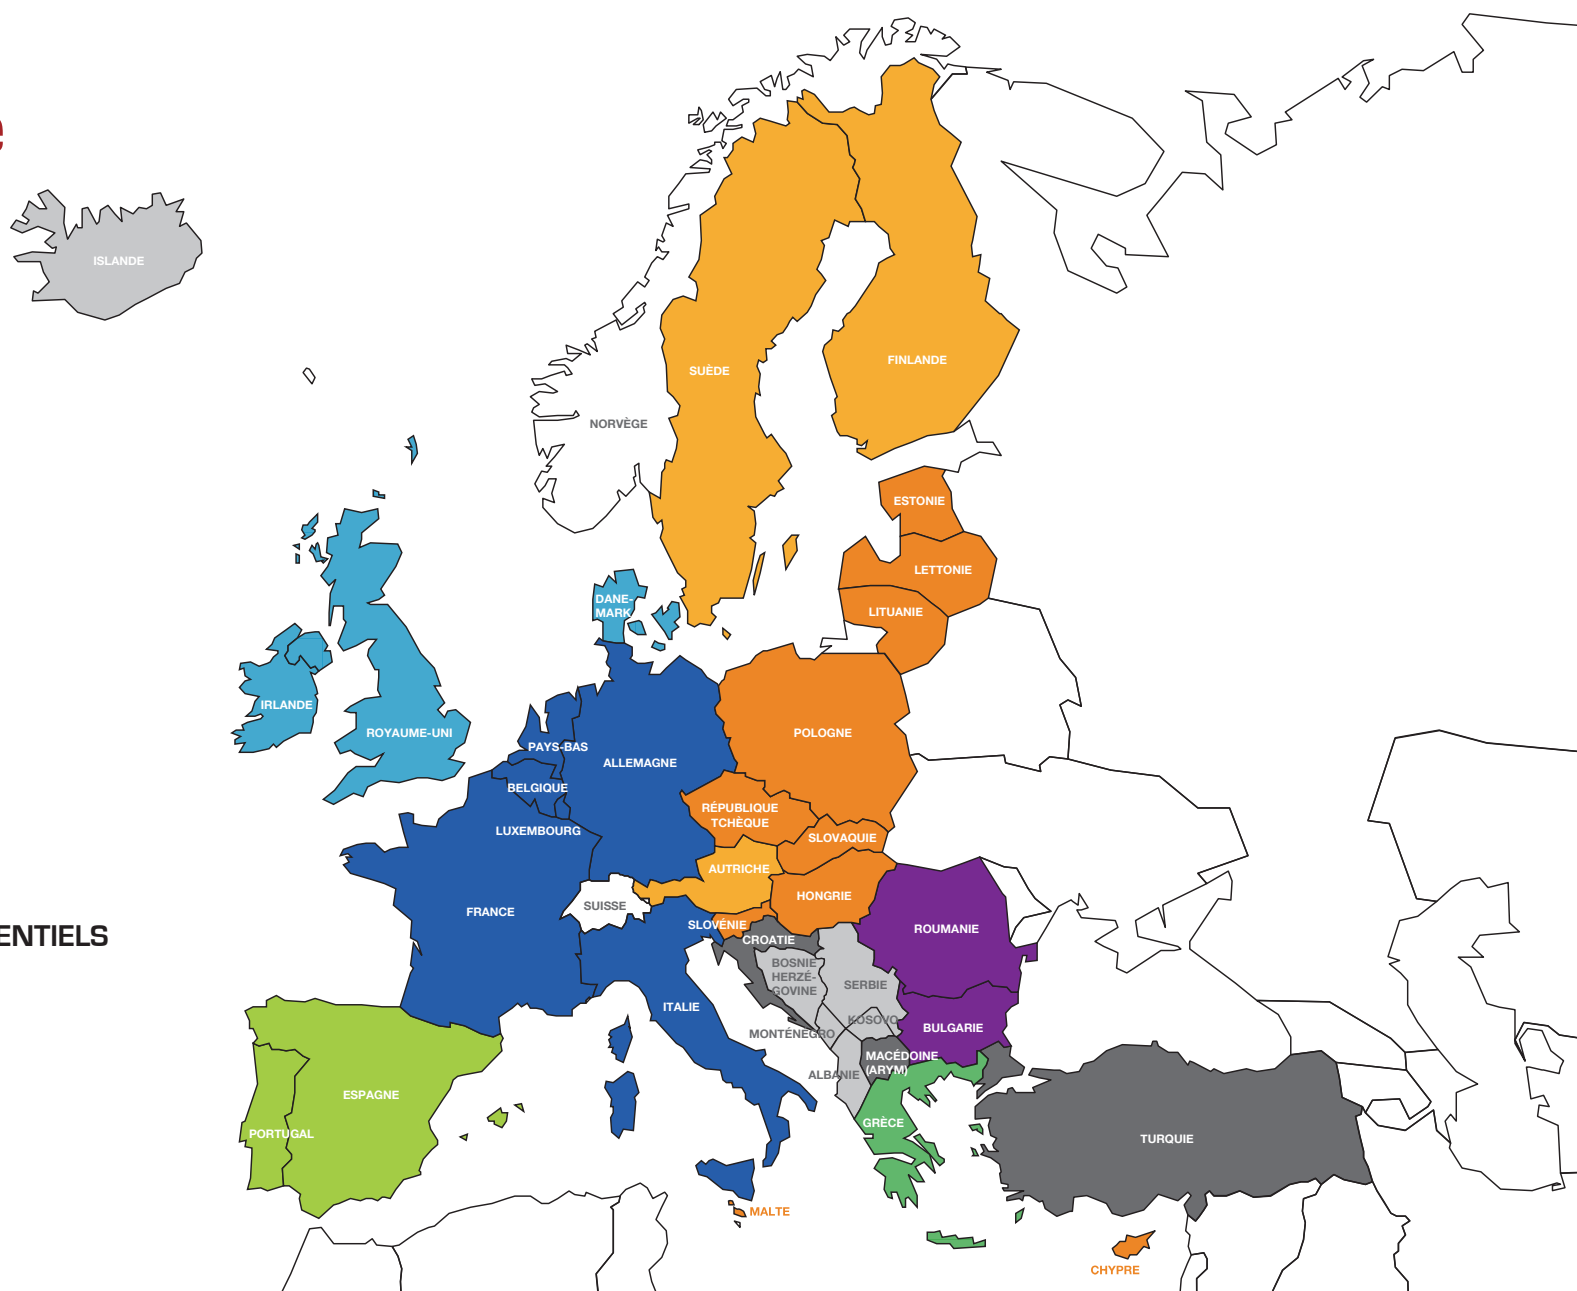 e
ISLANDE
SUÈDE
FINLANDE
NORVÈGE
ESTONIE
LETTONIE
LITUANIE
DANE-
MARK
IRLANDE
ROYAUME-UNI
PAYS-BAS
ALLEMAGNE
POLOGNE
BELGIQUE
LUXEMBOURG
RÉPUBLIQUE
TCHÈQUE
SLOVAQUIE
AUTRICHE
HONGRIE
FRANCE
SUISSE
SLOVÉNIE
CROATIE
ROUMANIE
ENTIELS
BOSNIE
HERZÉ-
GOVINE
SERBIE
ITALIE
KOSOVO
MONTÉNÉGRO
BULGARIE
MACÉDOINE
(ARYM)
ALBANIE
ESPAGNE
PORTUGAL
GRÈCE
TURQUIE
MALTE
CHYPRE